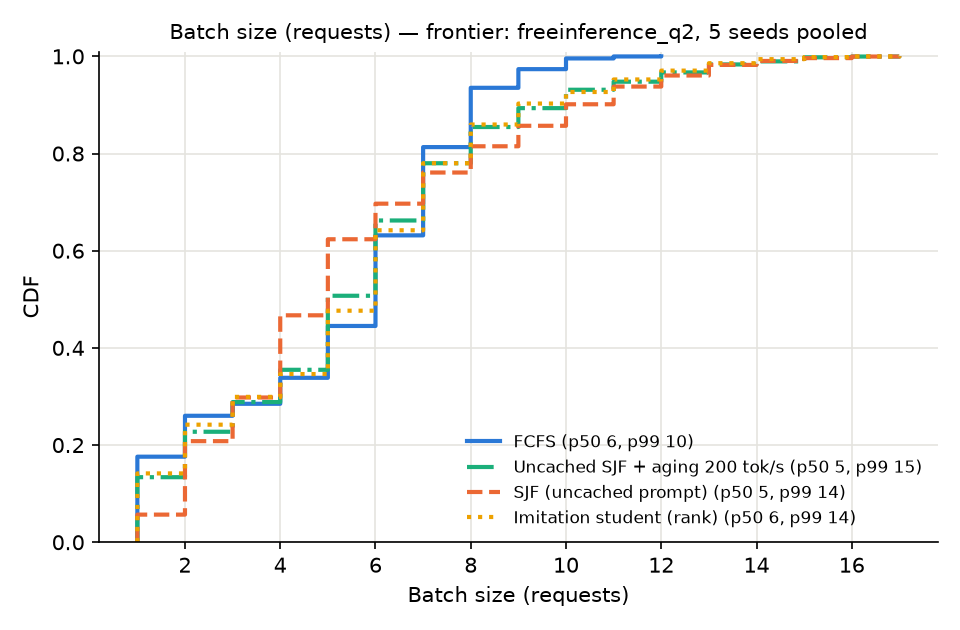 Batch size (requests) — frontier: freeinference_q2, 5 seeds pooled
1.0
0.8
0.6
0.4
0.2
0.0
CDF
FCFS (p50 6, p99 10)
Uncached SJF + aging 200 tok/s (p50 5, p99 15)
SJF (uncached prompt) (p50 5, p99 14)
Imitation student (rank) (p50 6, p99 14)
2 4 6 8 10 12 14 16
Batch size (requests)